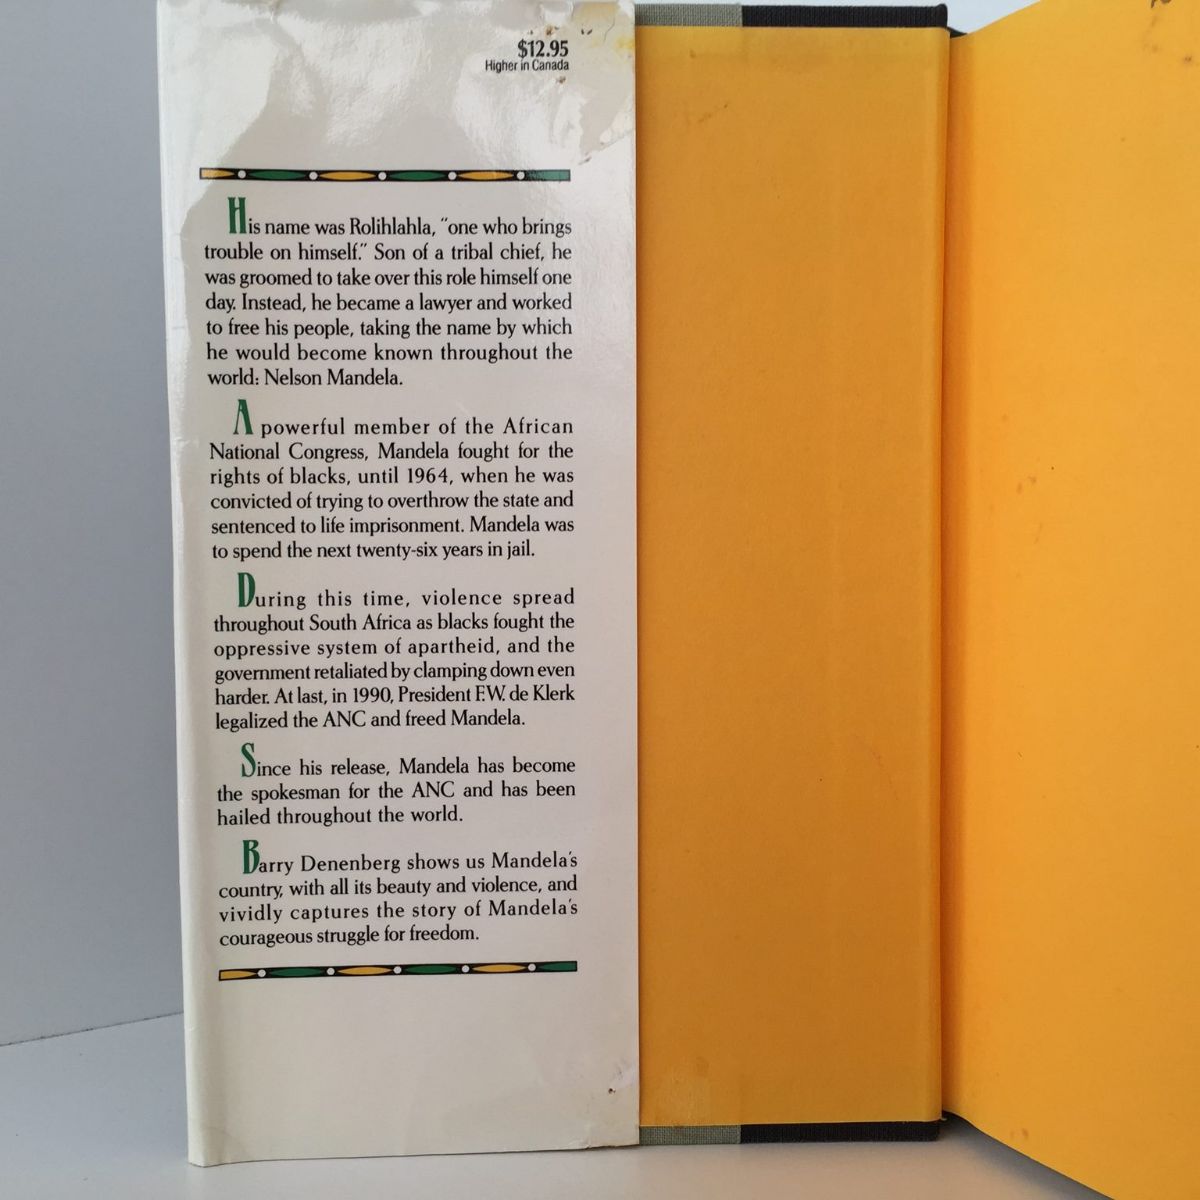 $12.95
Higher in Canada
His name was Rolihlahla, "one who brings
trouble on himself." Son of a tribal chief, he
was groomed to take over this role himself one
day. Instead, he became a lawyer and worked
to free his people, taking the name by which
he would become known throughout the
world: Nelson Mandela.
A powerful member of the African
National Congress, Mandela fought for the
rights of blacks, until 1964, when he was
convicted of trying to overthrow the state and
sentenced to life imprisonment. Mandela was
to spend the next twenty-six years in jail.
During this time, violence spread
throughout South Africa as blacks fought the
oppressive system of apartheid, and the
government retaliated by clamping down even
harder. At last, in 1990, President F.W. de Klerk
legalized the ANC and freed Mandela.
Since his release, Mandela has become
the spokesman for the ANC and has been
hailed throughout the world.
Barry Denenberg shows us Mandela's
country, with all its beauty and violence, and
vividly captures the story of Mandela's
courageous struggle for freedom.